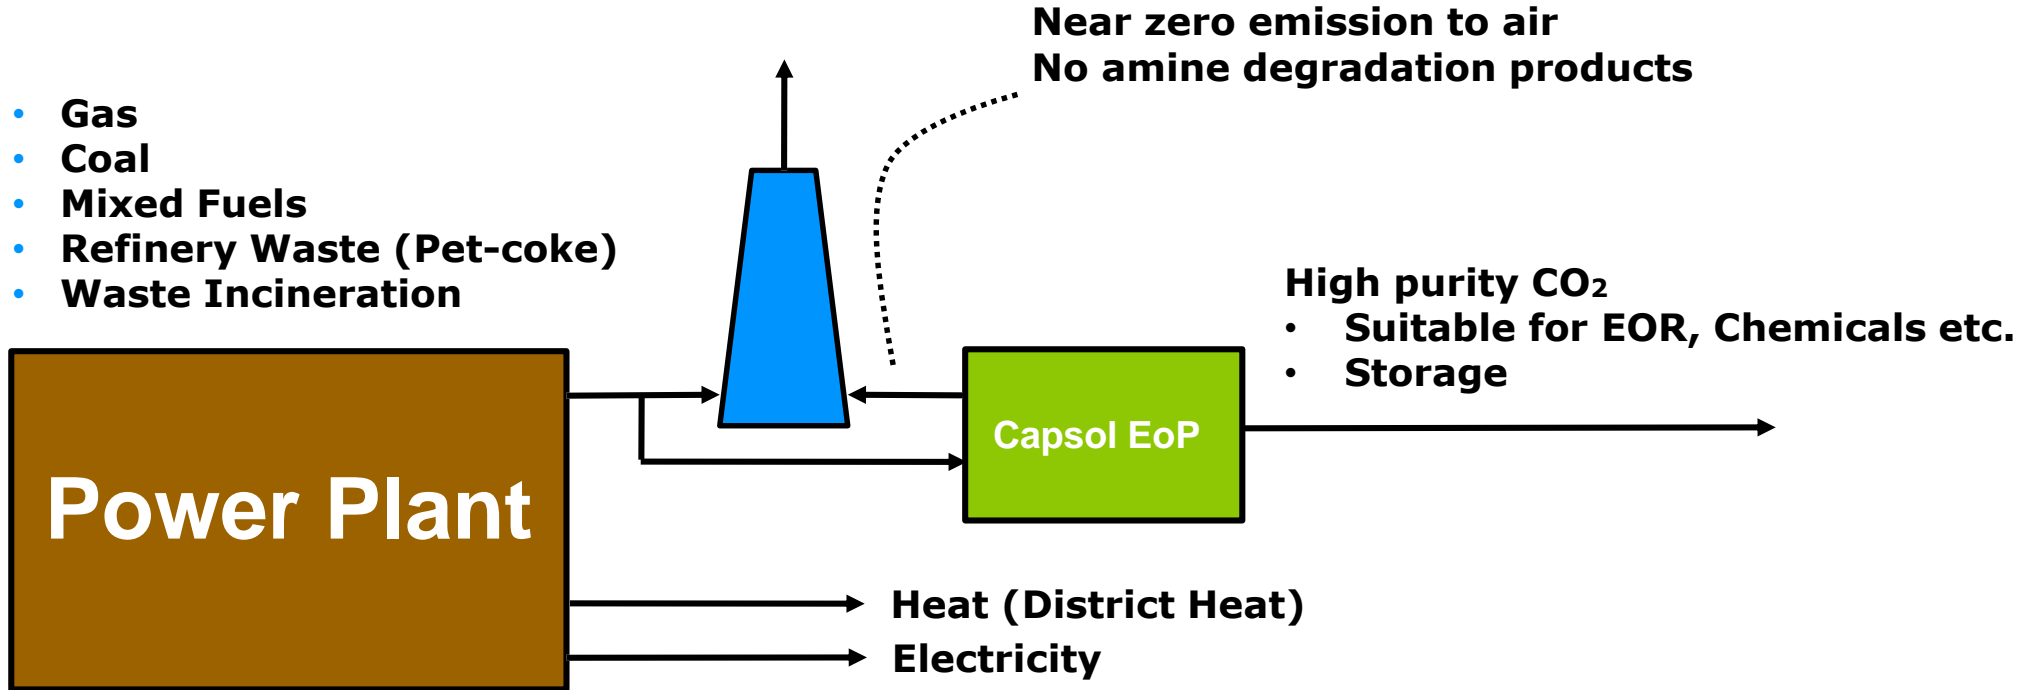 Near zero emission to air
No amine degradation products
• Gas
• Coal
• Mixed Fuels
• Refinery Waste (Pet-coke)
• Waste Incineration
High purity CO₂
• Suitable for EOR, Chemicals etc.
• Storage
Capsol EoP
Power Plant
Heat (District Heat)
Electricity